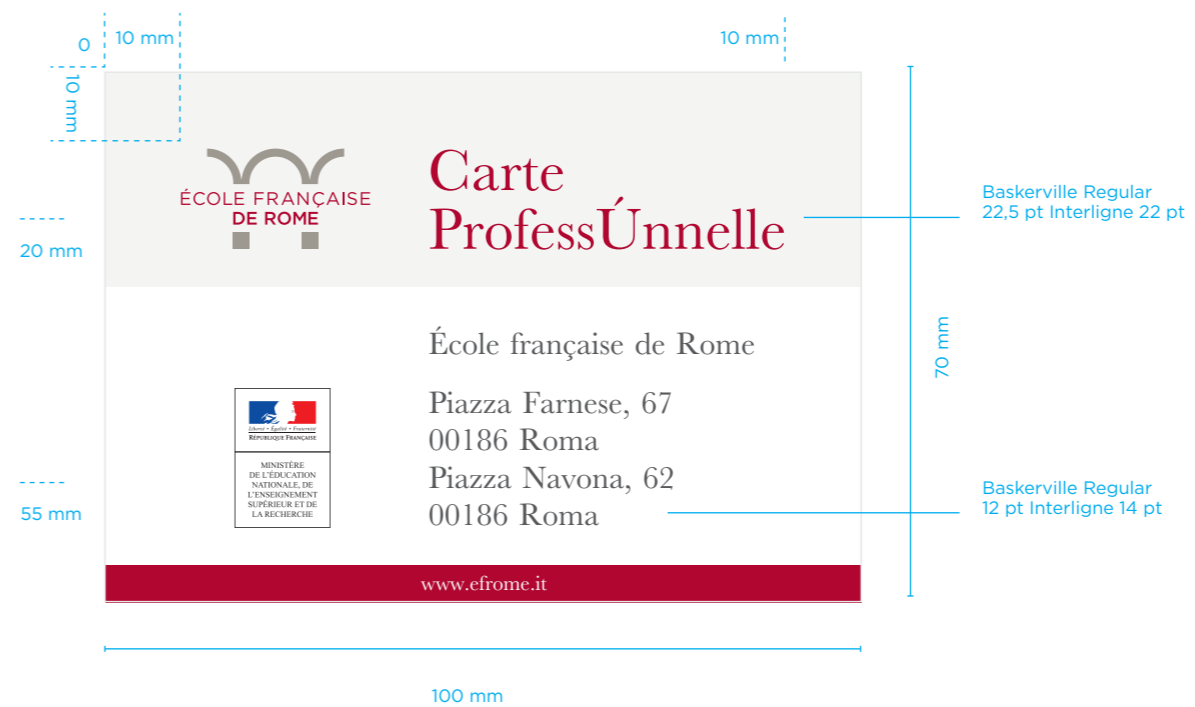 0
10 mm
10 mm
10 mm
ÉCOLE FRANÇAISE
DE ROME
Carte
ProfessÚnnelle
Baskerville Regular
22,5 pt Interligne 22 pt
20 mm
70 mm
École française de Rome
Liberté • Égalité • Fraternité
RÉPUBLIQUE FRANÇAISE
MINISTÈRE
DE L'ÉDUCATION
NATIONALE, DE
L'ENSEIGNEMENT
SUPÉRIEUR ET DE
LA RECHERCHE
Piazza Farnese, 67
00186 Roma
Piazza Navona, 62
00186 Roma
55 mm
Baskerville Regular
12 pt Interligne 14 pt
www.efrome.it
100 mm